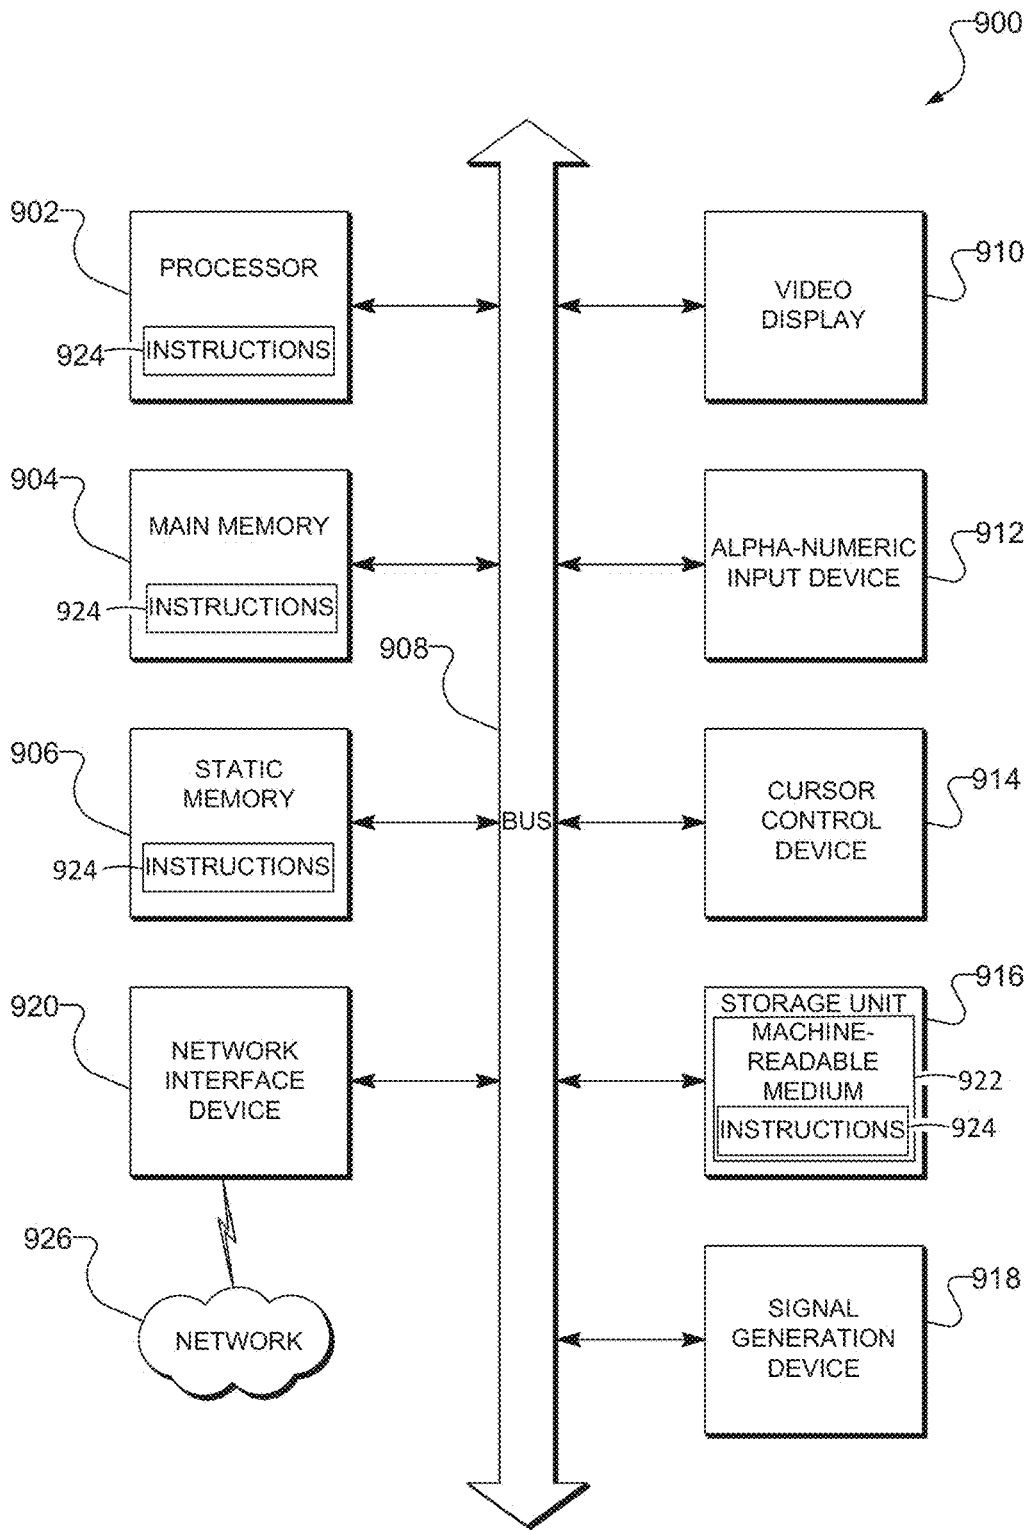 900
902
PROCESSOR
924
INSTRUCTIONS
910
VIDEO
DISPLAY
904
MAIN MEMORY
924
INSTRUCTIONS
912
ALPHA-NUMERIC
INPUT DEVICE
908
906
STATIC
MEMORY
924
INSTRUCTIONS
BUS
914
CURSOR
CONTROL
DEVICE
920
NETWORK
INTERFACE
DEVICE
916
STORAGE UNIT
MACHINE-
READABLE
MEDIUM
922
INSTRUCTIONS
924
926
NETWORK
918
SIGNAL
GENERATION
DEVICE